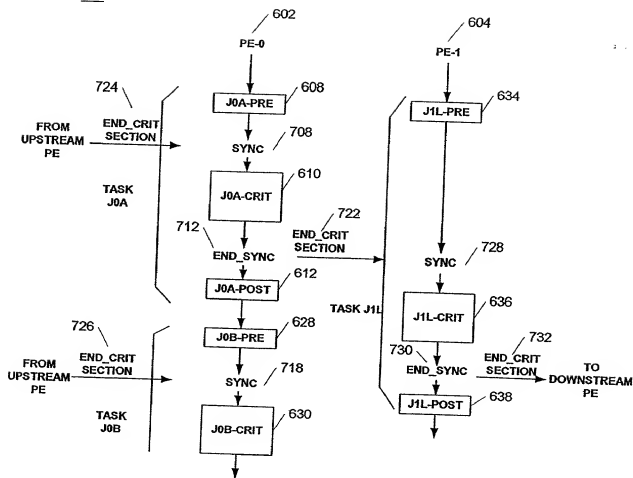 602
PE-0
604
PE-1
724
END_CRIT
SECTION
FROM
UPSTREAM
PE
TASK
J0A
J0A-PRE
608
708
SYNC
610
J0A-CRIT
712
END_SYNC
722
END_CRIT
SECTION
612
J0A-POST
J1L-PRE
634
728
SYNC
TASK J1L
J1L-CRIT
636
730
END_SYNC
732
END_CRIT
SECTION
TO
DOWNSTREAM
PE
J1L-POST
638
726
END_CRIT
SECTION
FROM
UPSTREAM
PE
TASK
J0B
J0B-PRE
628
718
SYNC
630
J0B-CRIT